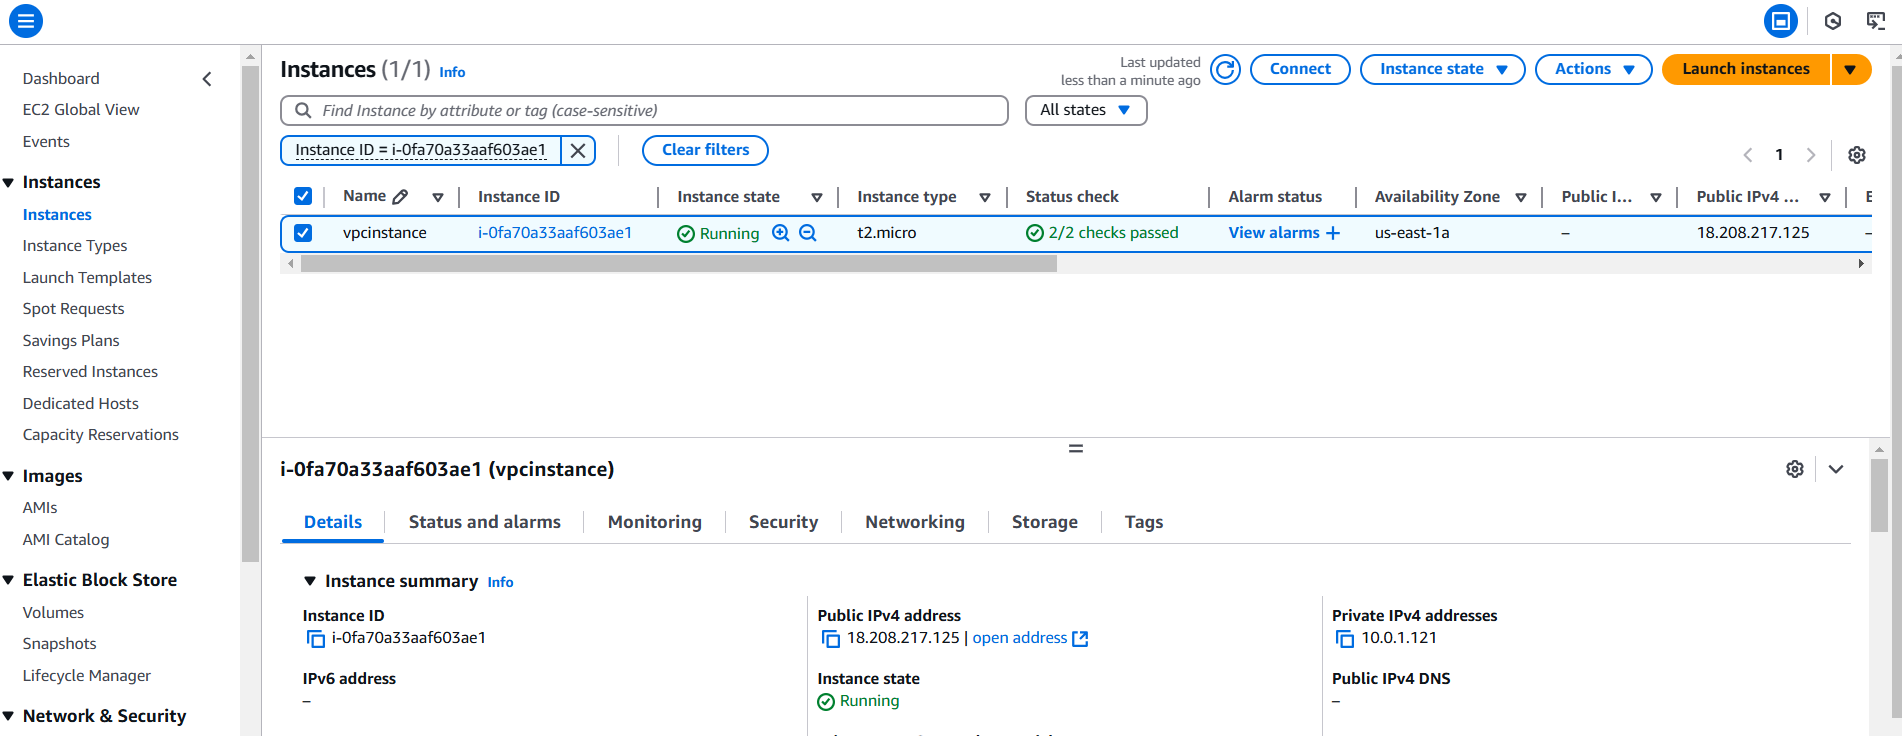 Dashboard
EC2 Global View
Events
Instances
Instances
Instance Types
Launch Templates
Spot Requests
Savings Plans
Reserved Instances
Dedicated Hosts
Capacity Reservations
Images
AMIs
AMI Catalog
Elastic Block Store
Volumes
Snapshots
Lifecycle Manager
Network & Security
Instances (1/1) Info
Last updated
less than a minute ago
Connect
Instance state
Actions
Launch instances
Find Instance by attribute or tag (case-sensitive)
All states
Instance ID = i-0fa70a33aaf603ae1
Clear filters
1
Name Instance ID Instance state Instance type Status check Alarm status Availability Zone Public I... Public IPv4 ...
vpcinstance i-0fa70a33aaf603ae1 Running t2.micro 2/2 checks passed View alarms + us-east-1a – 18.208.217.125 –
i-0fa70a33aaf603ae1 (vpcinstance)
Details Status and alarms Monitoring Security Networking Storage Tags
Instance summary Info
Instance ID
i-0fa70a33aaf603ae1
Public IPv4 address
18.208.217.125 | open address
Private IPv4 addresses
10.0.1.121
IPv6 address
–
Instance state
Running
Public IPv4 DNS
–